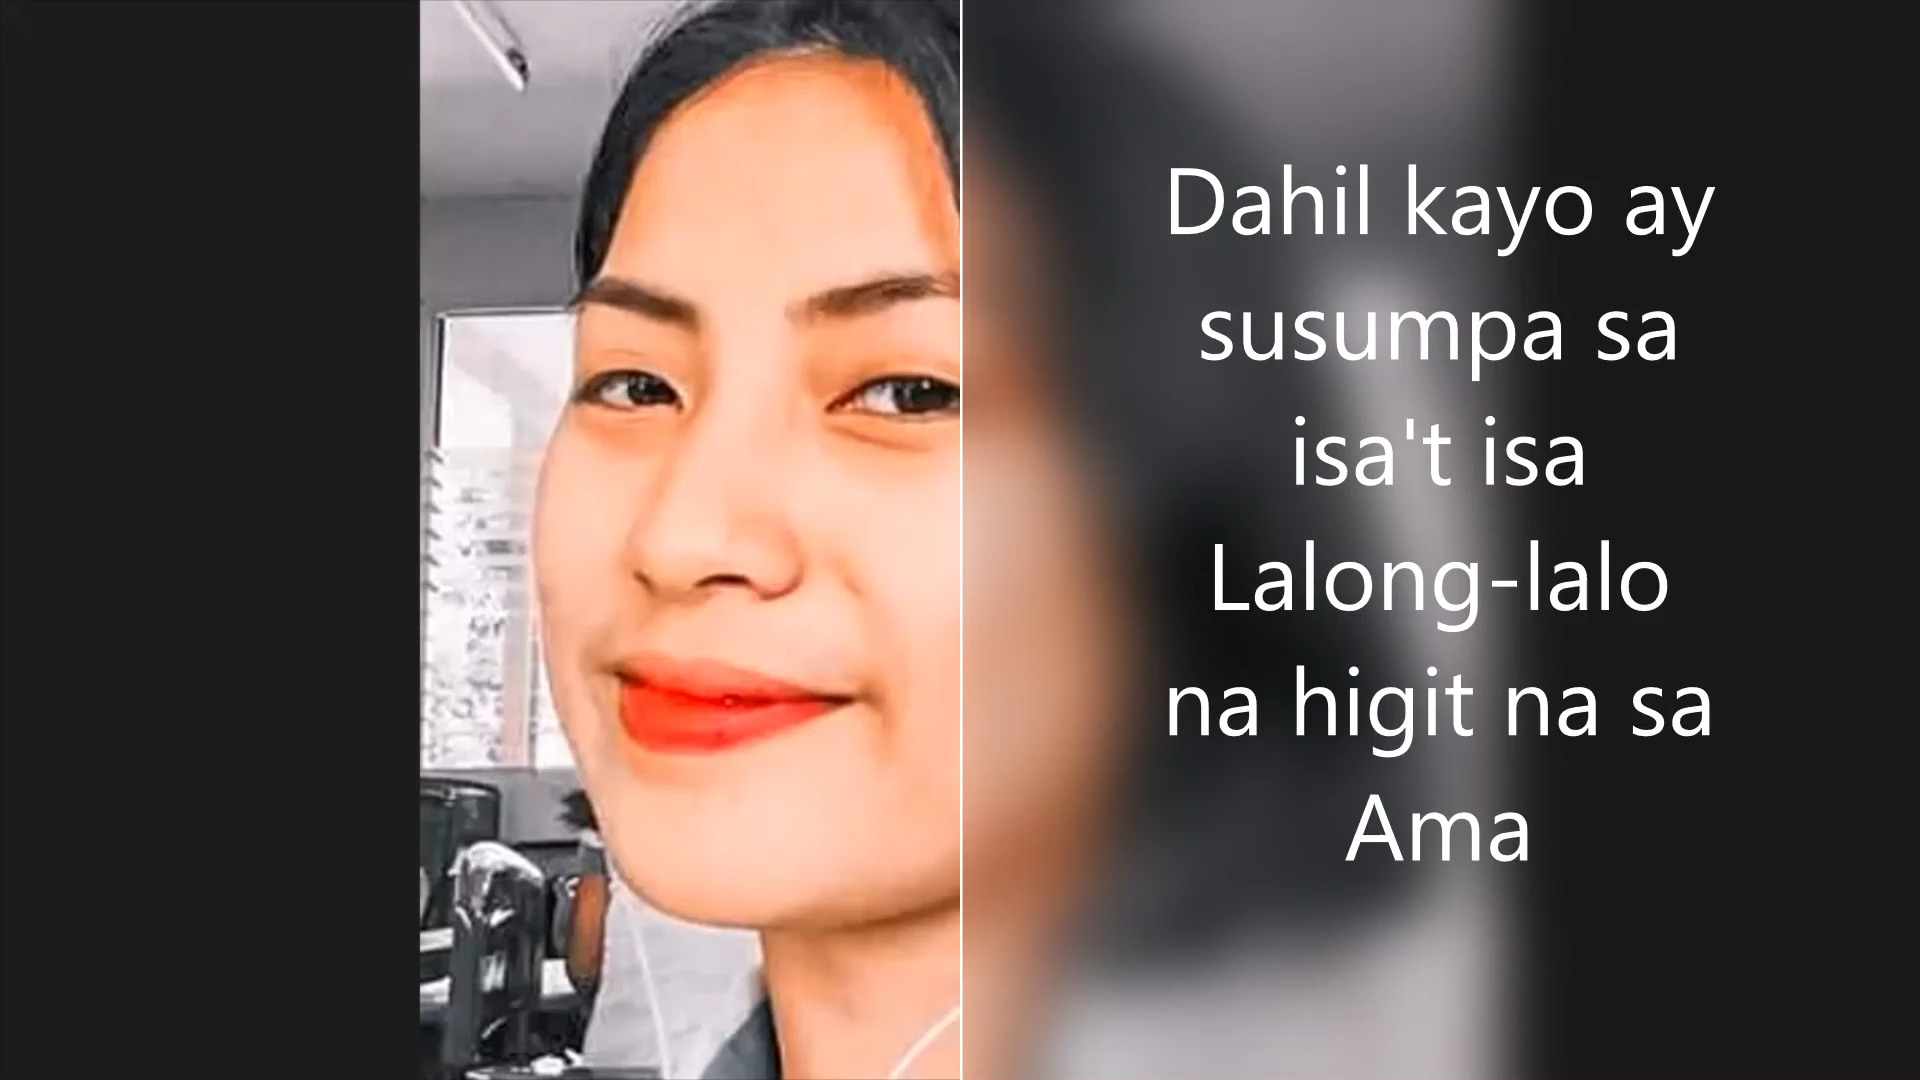 Dahil kayo ay
susumpa sa
isa't isa
Lalong-lalo
na higit na sa
Ama